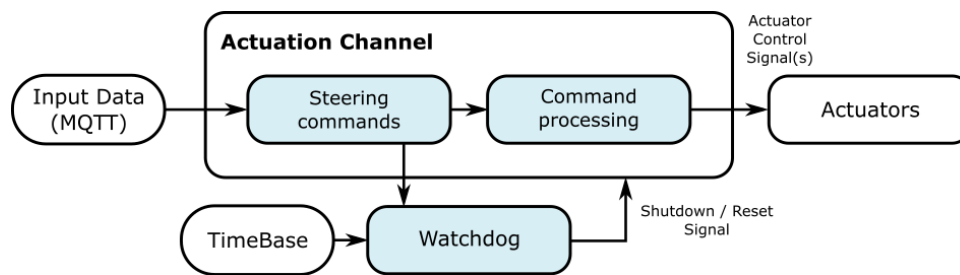 Actuation Channel
Actuator
Control
Signal(s)
Input Data
(MQTT)
Steering
commands
Command
processing
Actuators
TimeBase
Watchdog
Shutdown / Reset
Signal